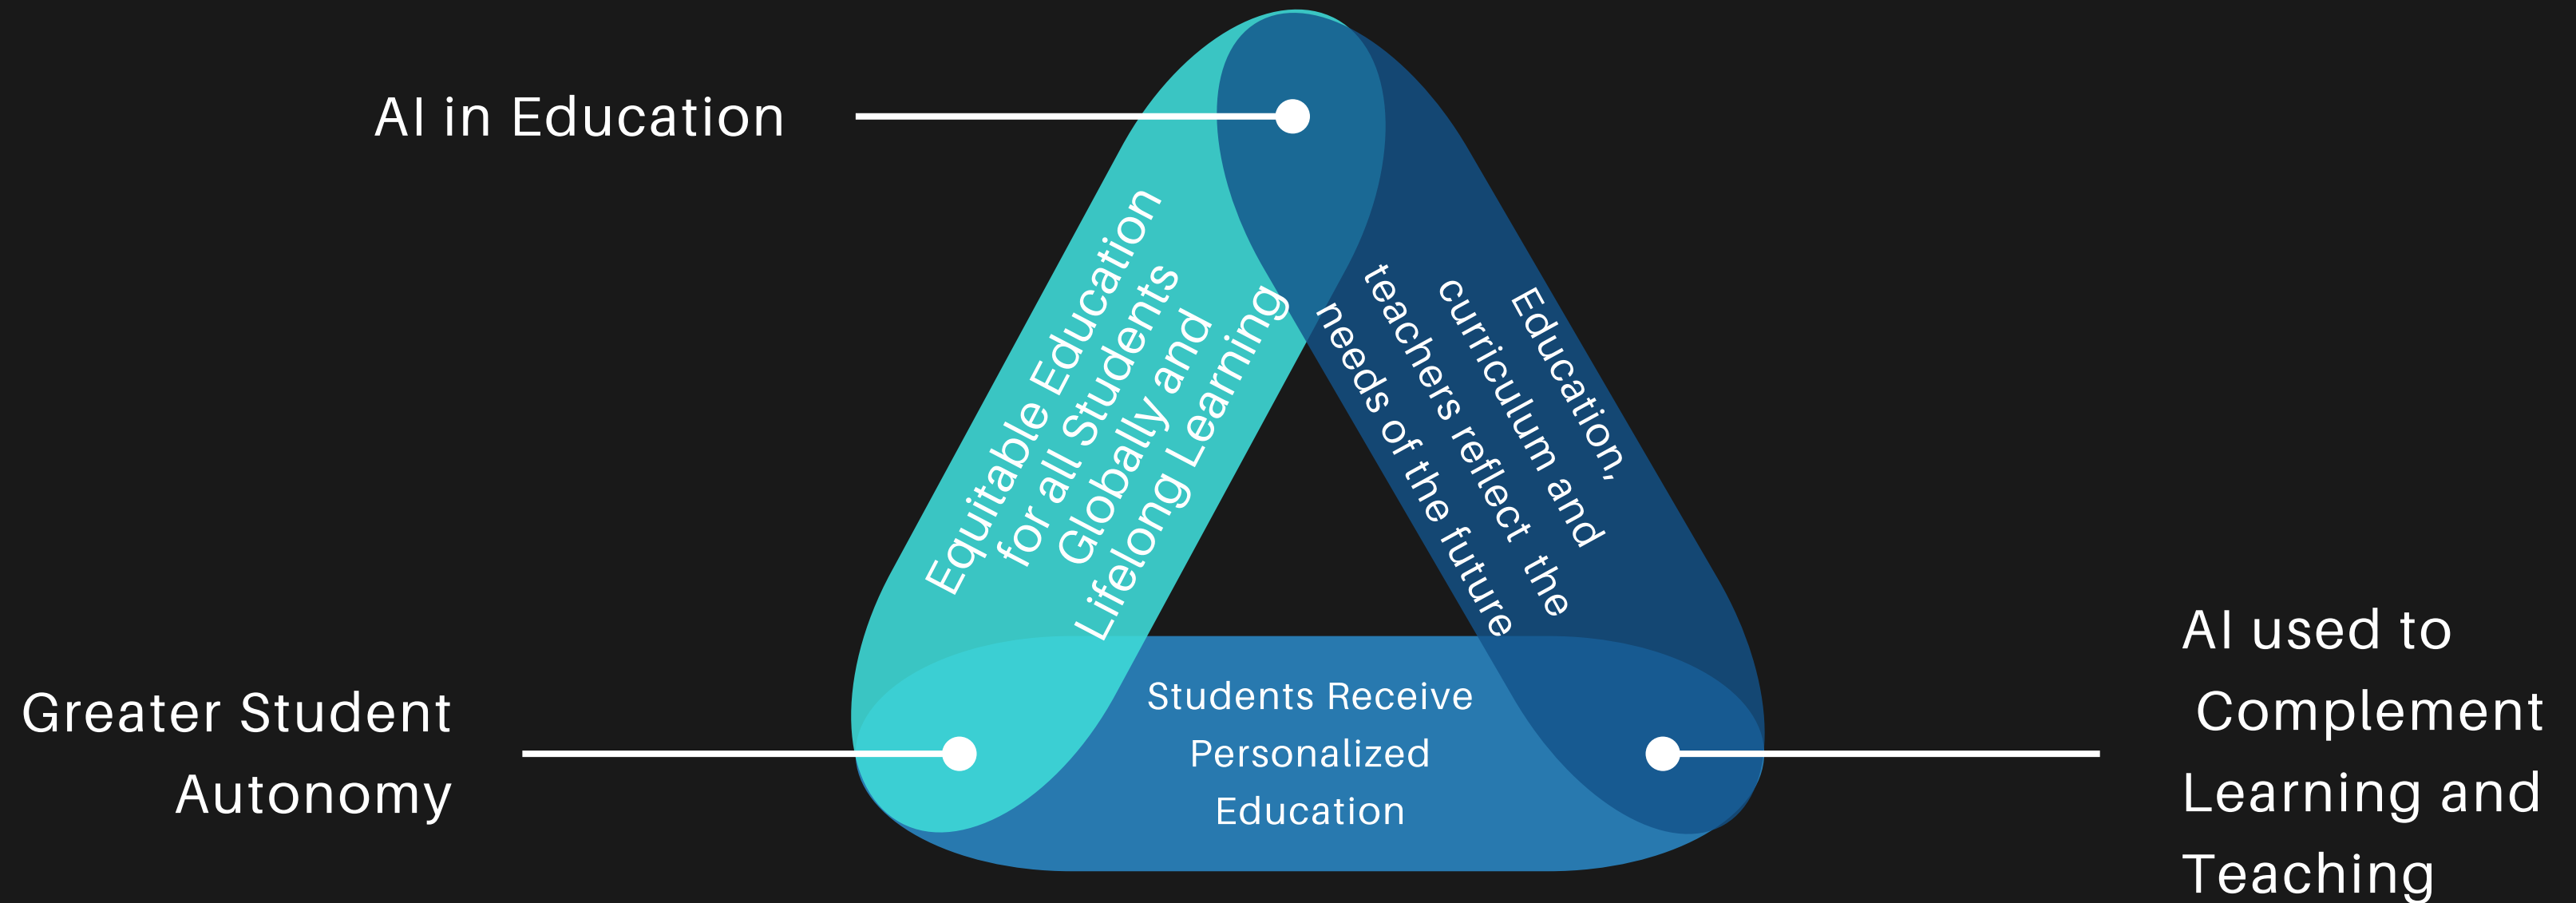 AI in Education
Equitable Education
for all Students
Globally and
Lifelong Learning
Education,
curriculum and
teachers reflect the
needs of the future
Students Receive
Personalized
Education
Greater Student
Autonomy
AI used to
Complement
Learning and
Teaching